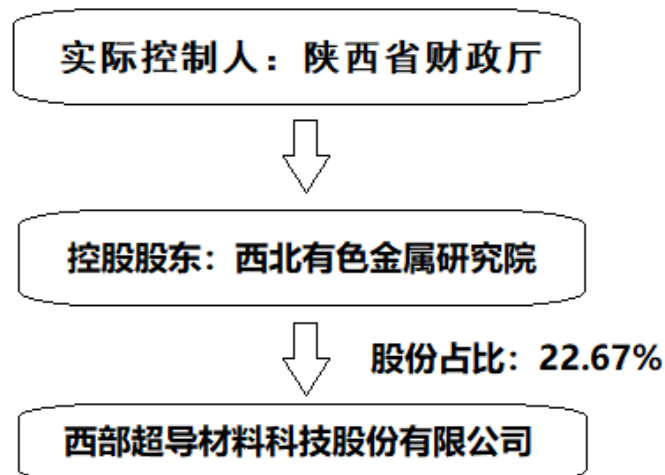 实际控制人：陕西省财政厅
控股股东：西北有色金属研究院
股份占比：22.67%
西部超导材料科技股份有限公司